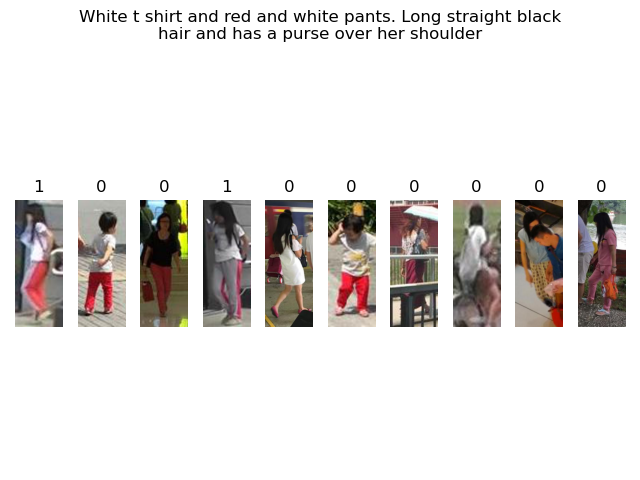 White t shirt and red and white pants. Long straight black
hair and has a purse over her shoulder
1 0 0 1 0 0 0 0 0 0